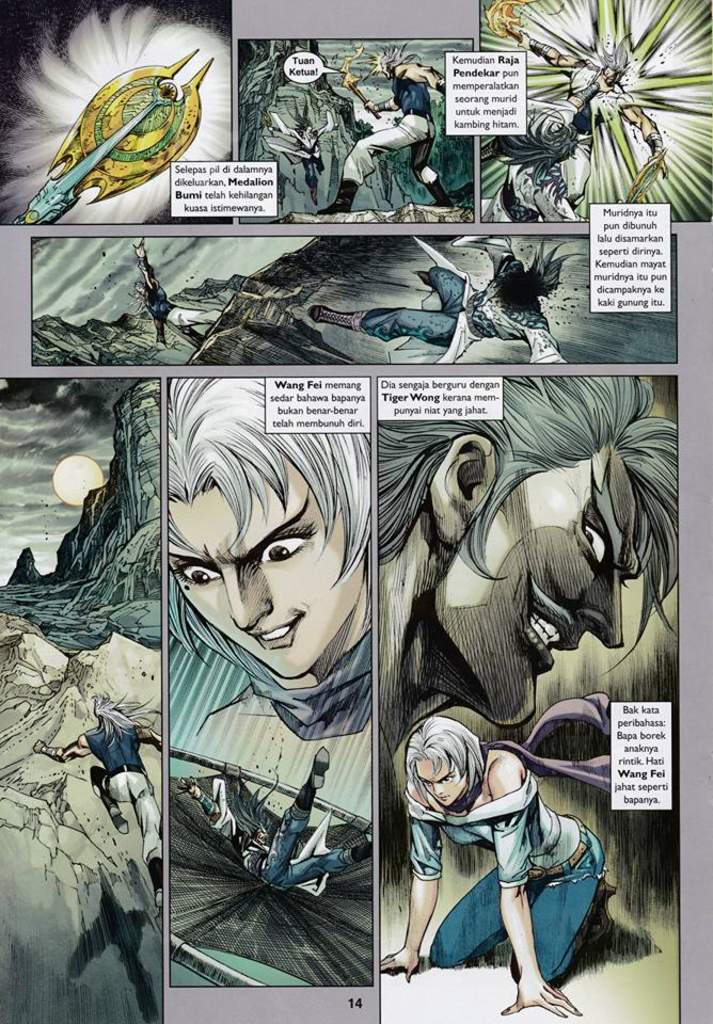 Selepas pil di dalamnya
dikeluarkan, Medalion
Bumi telah kehilangan
kuasa istimewanya.
Tuan
Ketua!
Kemudian Raja
Pendekar pun
memperalatkan
seorang murid
untuk menjadi
kambing hitam.
Muridnya itu
pun dibunuh
lalu disamarkan
seperti dirinya.
Kemudian mayat
muridnya itu pun
dicampaknya ke
kaki gunung itu.
Wang Fei memang
sedar bahawa bapanya
bukan benar-benar
telah membunuh diri.
Dia sengaja berguru dengan
Tiger Wong kerana mem-
punyai niat yang jahat.
Bak kata
peribahasa:
Bapa borek
anaknya
rintik. Hati
Wang Fei
jahat seperti
bapanya.
14